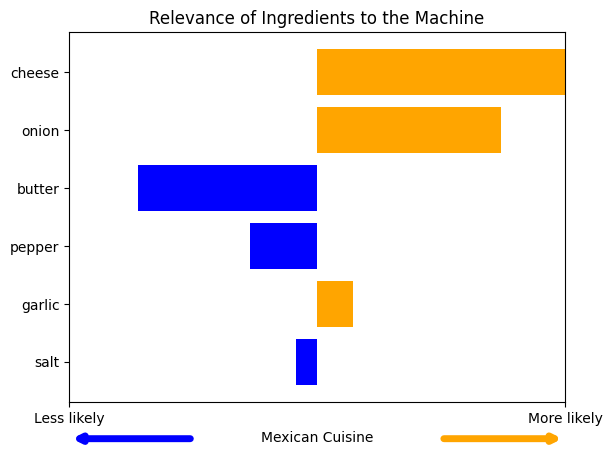 Relevance of Ingredients to the Machine
cheese
onion
butter
pepper
garlic
salt
Less likely
More likely
Mexican Cuisine